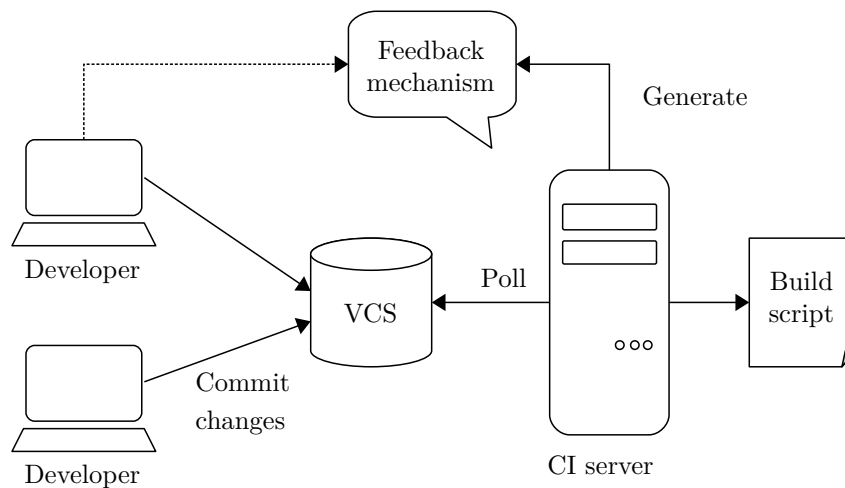 Feedback
mechanism
Generate
Developer
Poll
VCS
Build
script
Commit
changes
Developer
CI server